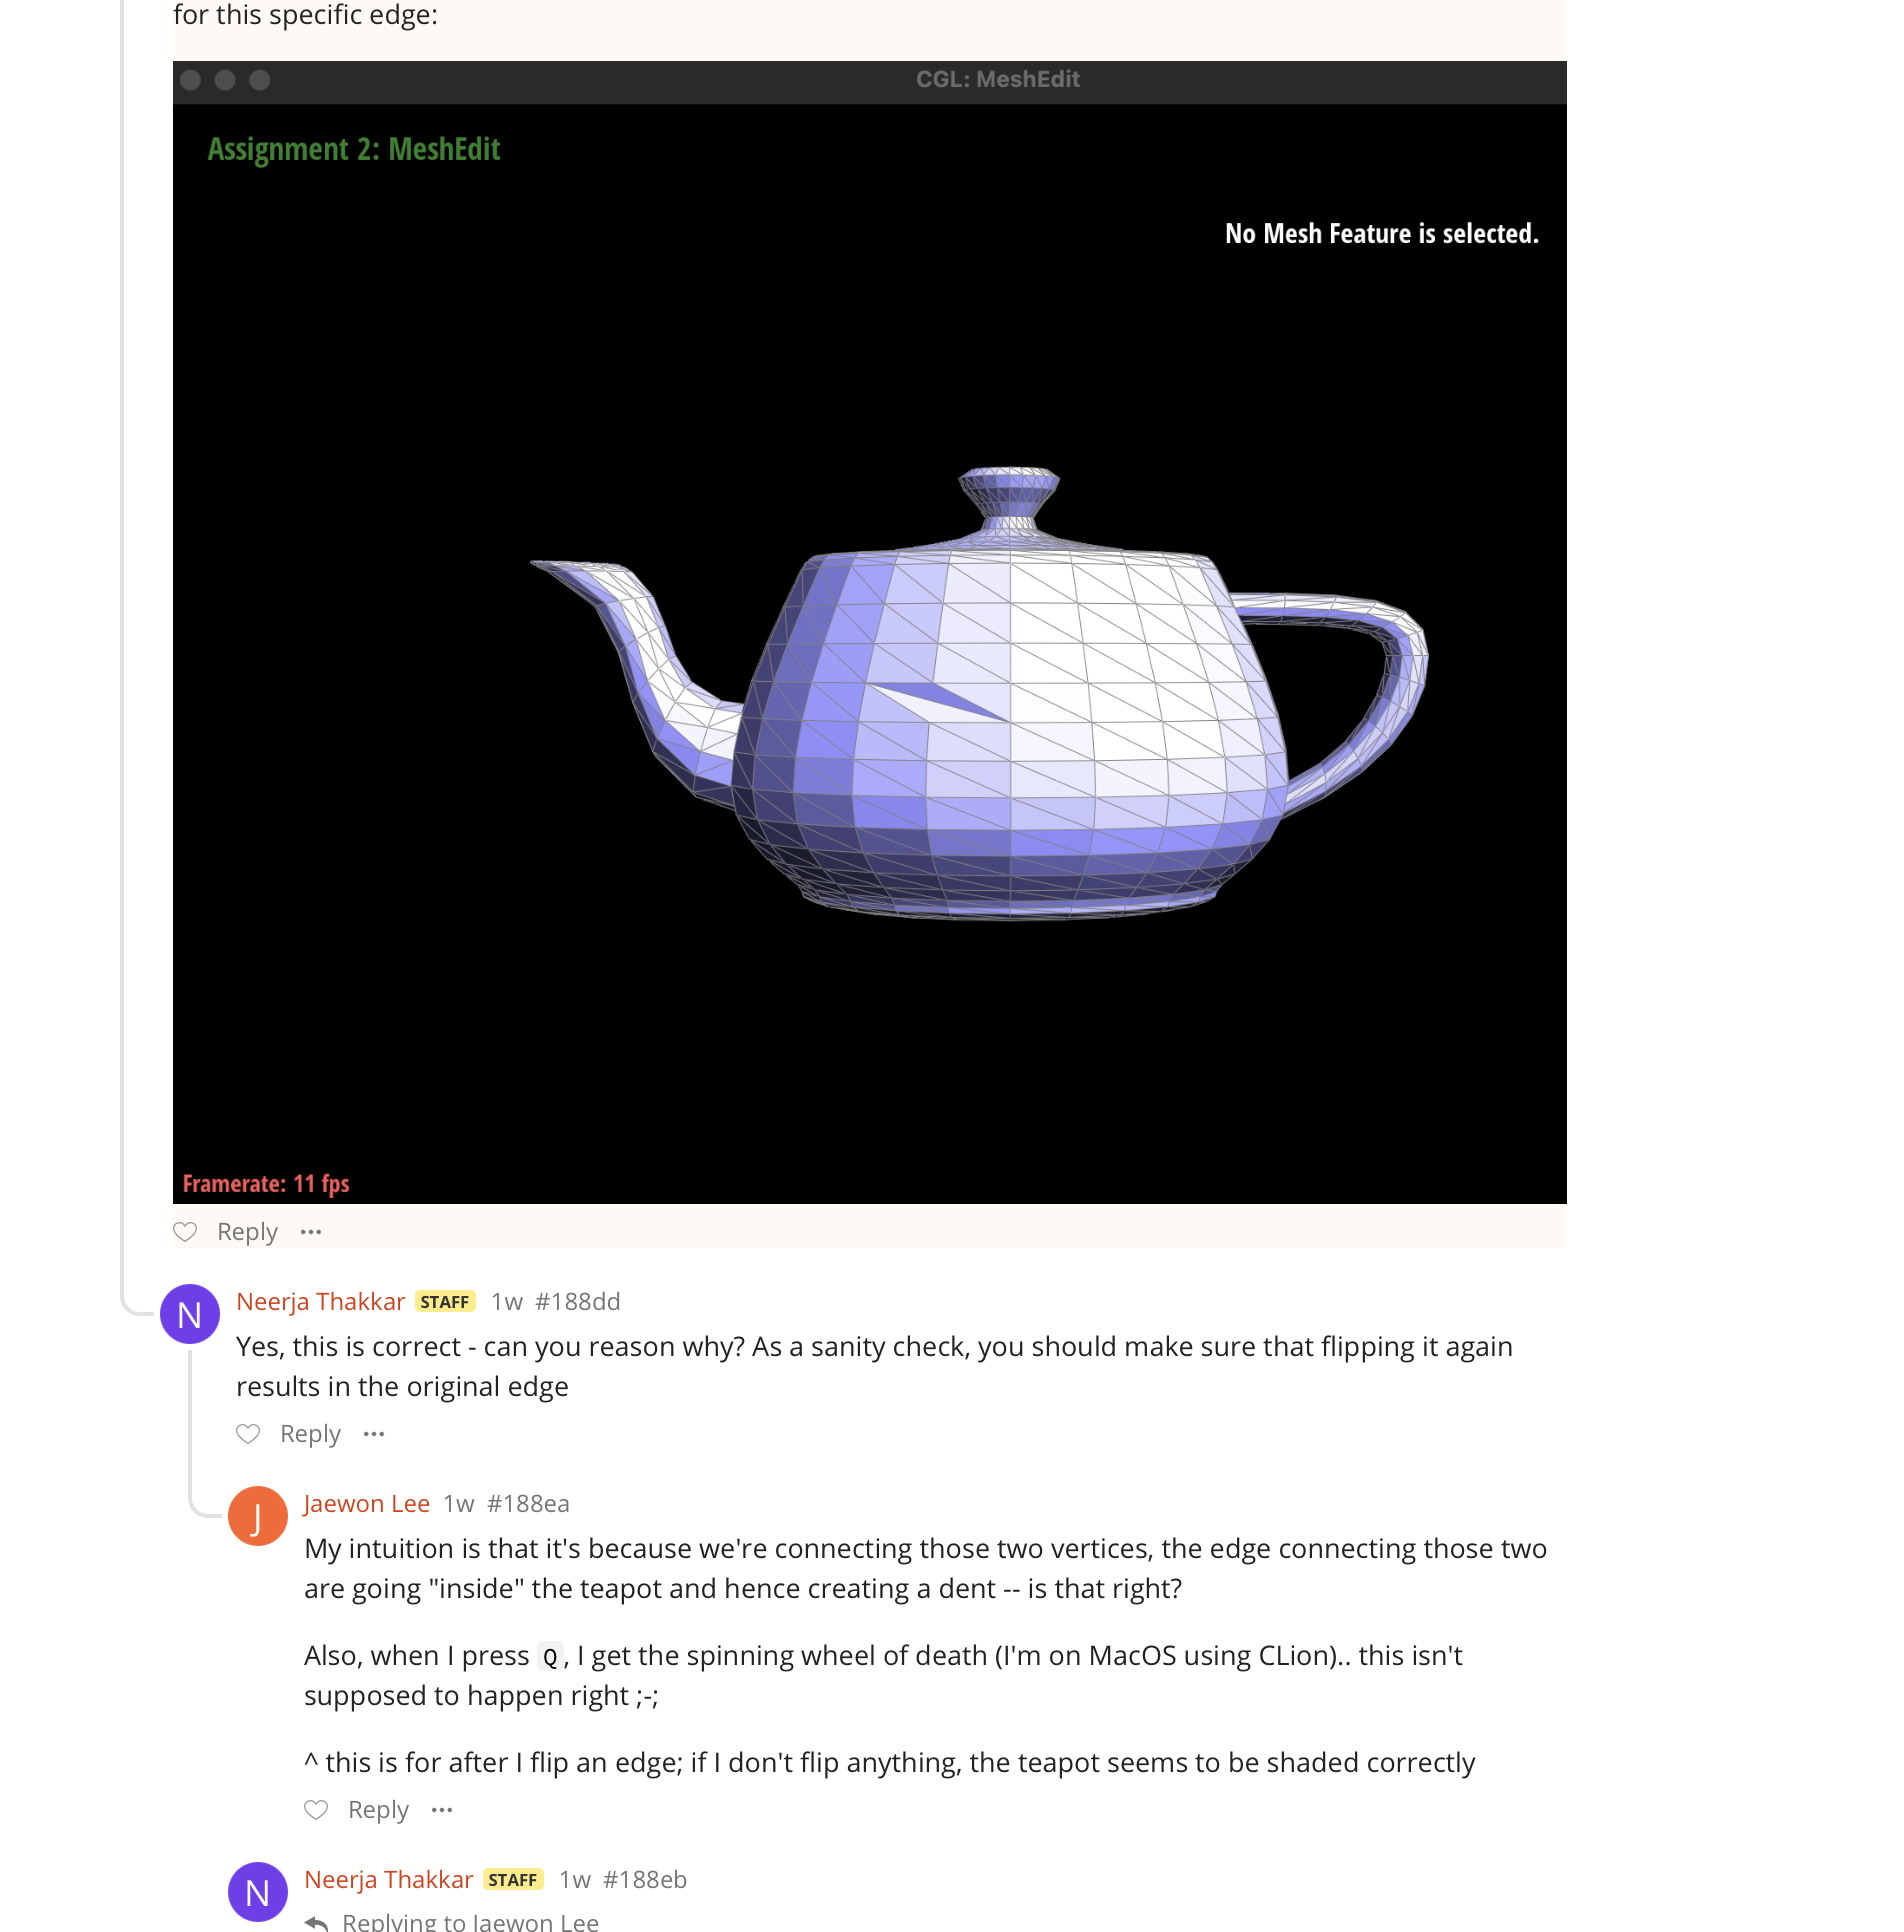 for this specific edge:
CGL: MeshEdit
Assignment 2: MeshEdit
No Mesh Feature is selected.
Framerate: 11 fps
Reply ···
N
Neerja Thakkar STAFF 1w #188dd
Yes, this is correct - can you reason why? As a sanity check, you should make sure that flipping it again
results in the original edge
Reply ···
J
Jaewon Lee 1w #188ea
My intuition is that it's because we're connecting those two vertices, the edge connecting those two
are going "inside" the teapot and hence creating a dent -- is that right?
Also, when I press Q, I get the spinning wheel of death (I'm on MacOS using CLion).. this isn't
supposed to happen right ;-;
^ this is for after I flip an edge; if I don't flip anything, the teapot seems to be shaded correctly
Reply ···
N
Neerja Thakkar STAFF 1w #188eb
Replying to Jaewon Lee